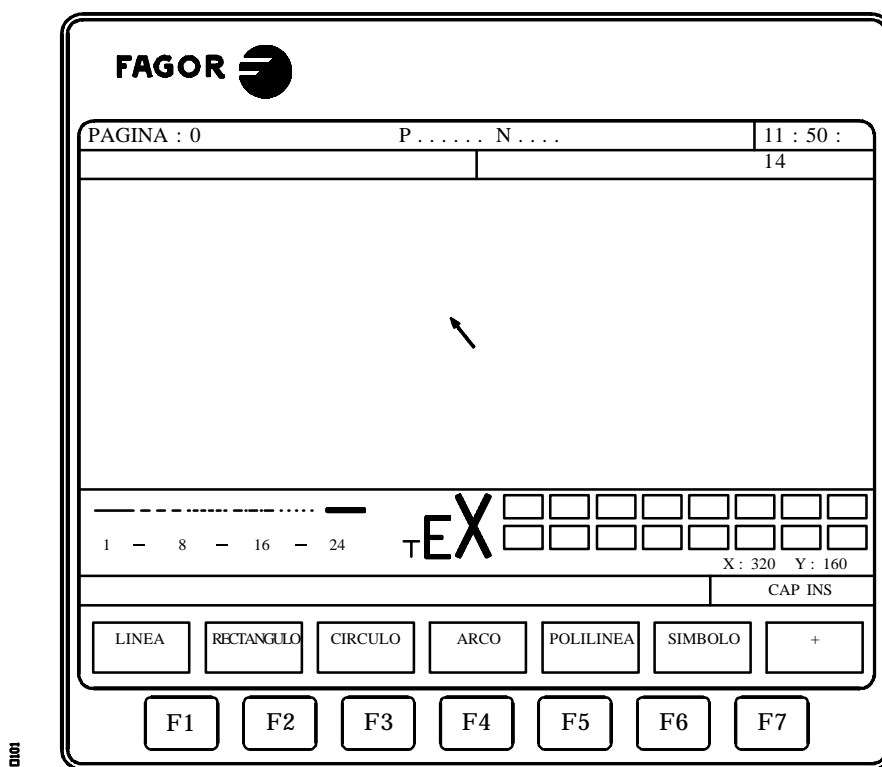 FAGOR
PAGINA : 0 P . . . . . . N . . . . 11 : 50 :
14
1 – 8 – 16 – 24
TEX
X : 320 Y : 160
CAP INS
LINEA RECTANGULO CIRCULO ARCO POLILINEA SIMBOLO +
F1 F2 F3 F4 F5 F6 F7